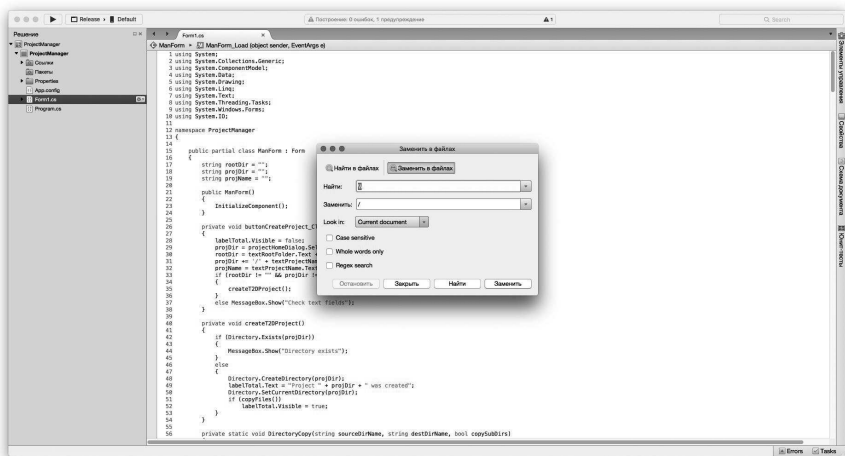 Release › Default
Построение: 0 ошибок, 1 предупреждение
1
Search
Решение
ProjectManager
ProjectManager
Ссылки
Пакеты
Properties
App.config
Form1.cs
Program.cs
Form1.cs
ManForm ▸ ManForm_Load (object sender, EventArgs e)
1 using System;
2 using System.Collections.Generic;
3 using System.ComponentModel;
4 using System.Data;
5 using System.Drawing;
6 using System.Linq;
7 using System.Text;
8 using System.Threading.Tasks;
9 using System.Windows.Forms;
10 using System.IO;
11
12 namespace ProjectManager
13 {
14
15 public partial class ManForm : Form
16 {
17 string rootDir = "";
18 string projDir = "";
19 string projName = "";
20
21 public ManForm()
22 {
23 InitializeComponent();
24 }
25
26 private void buttonCreateProject_Cl
27 {
28 labelTotal.Visible = false;
29 projDir = projectHomeDialog.Sel
30 rootDir = textRootFolder.Text
31 projDir += '/' + textProjectNam
32 projName = textProjectName.Text
33 if (rootDir != "" && projDir !=
34 {
35 createT2DProject();
36 }
37 else MessageBox.Show("Check text fields");
38 }
39
40 private void createT2DProject()
41 {
42 if (Directory.Exists(projDir))
43 {
44 MessageBox.Show("Directory exists");
45 }
46 else
47 {
48 Directory.CreateDirectory(projDir);
49 labelTotal.Text = "Project " + projDir + " was created";
50 Directory.SetCurrentDirectory(projDir);
51 if (copyFiles())
52 labelTotal.Visible = true;
53 }
54 }
55
56 private static void DirectoryCopy(string sourceDirName, string destDirName, bool copySubDirs)
Заменить в файлах
Найти в файлах
Заменить в файлах
Найти:
Заменить: /
Look in: Current document
Case sensitive
Whole words only
Regex search
Остановить
Закрыть
Найти
Заменить
Элементы управления
Свойства
Схема документа
Юнит-тесты
Errors
Tasks